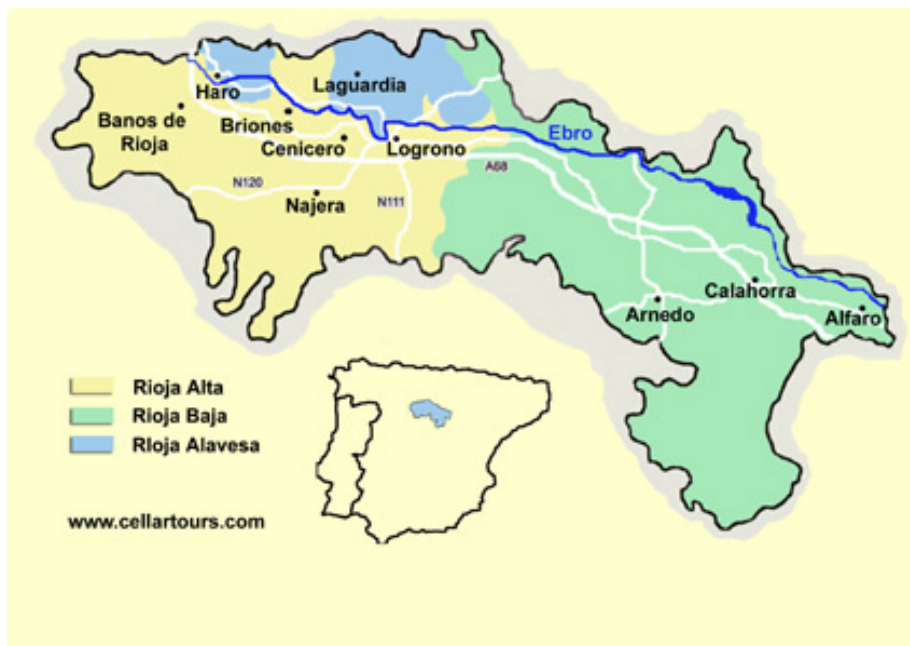 Haro
Laguardia
Banos de
Rioja
Briones
Cenicero
Logrono
Ebro
A68
N120
Najera
N111
Calahorra
Arnedo
Alfaro
Rioja Alta
Rioja Baja
RIoja Alavesa
www.cellartours.com